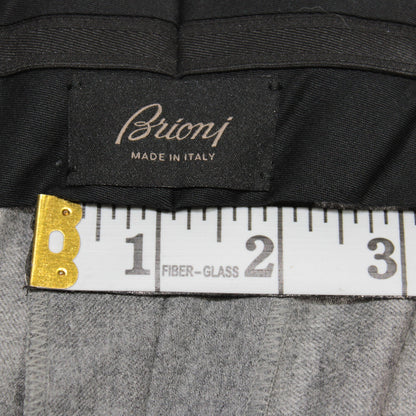 Brioni
MADE IN ITALY
1 FIBER-GLASS 2 3